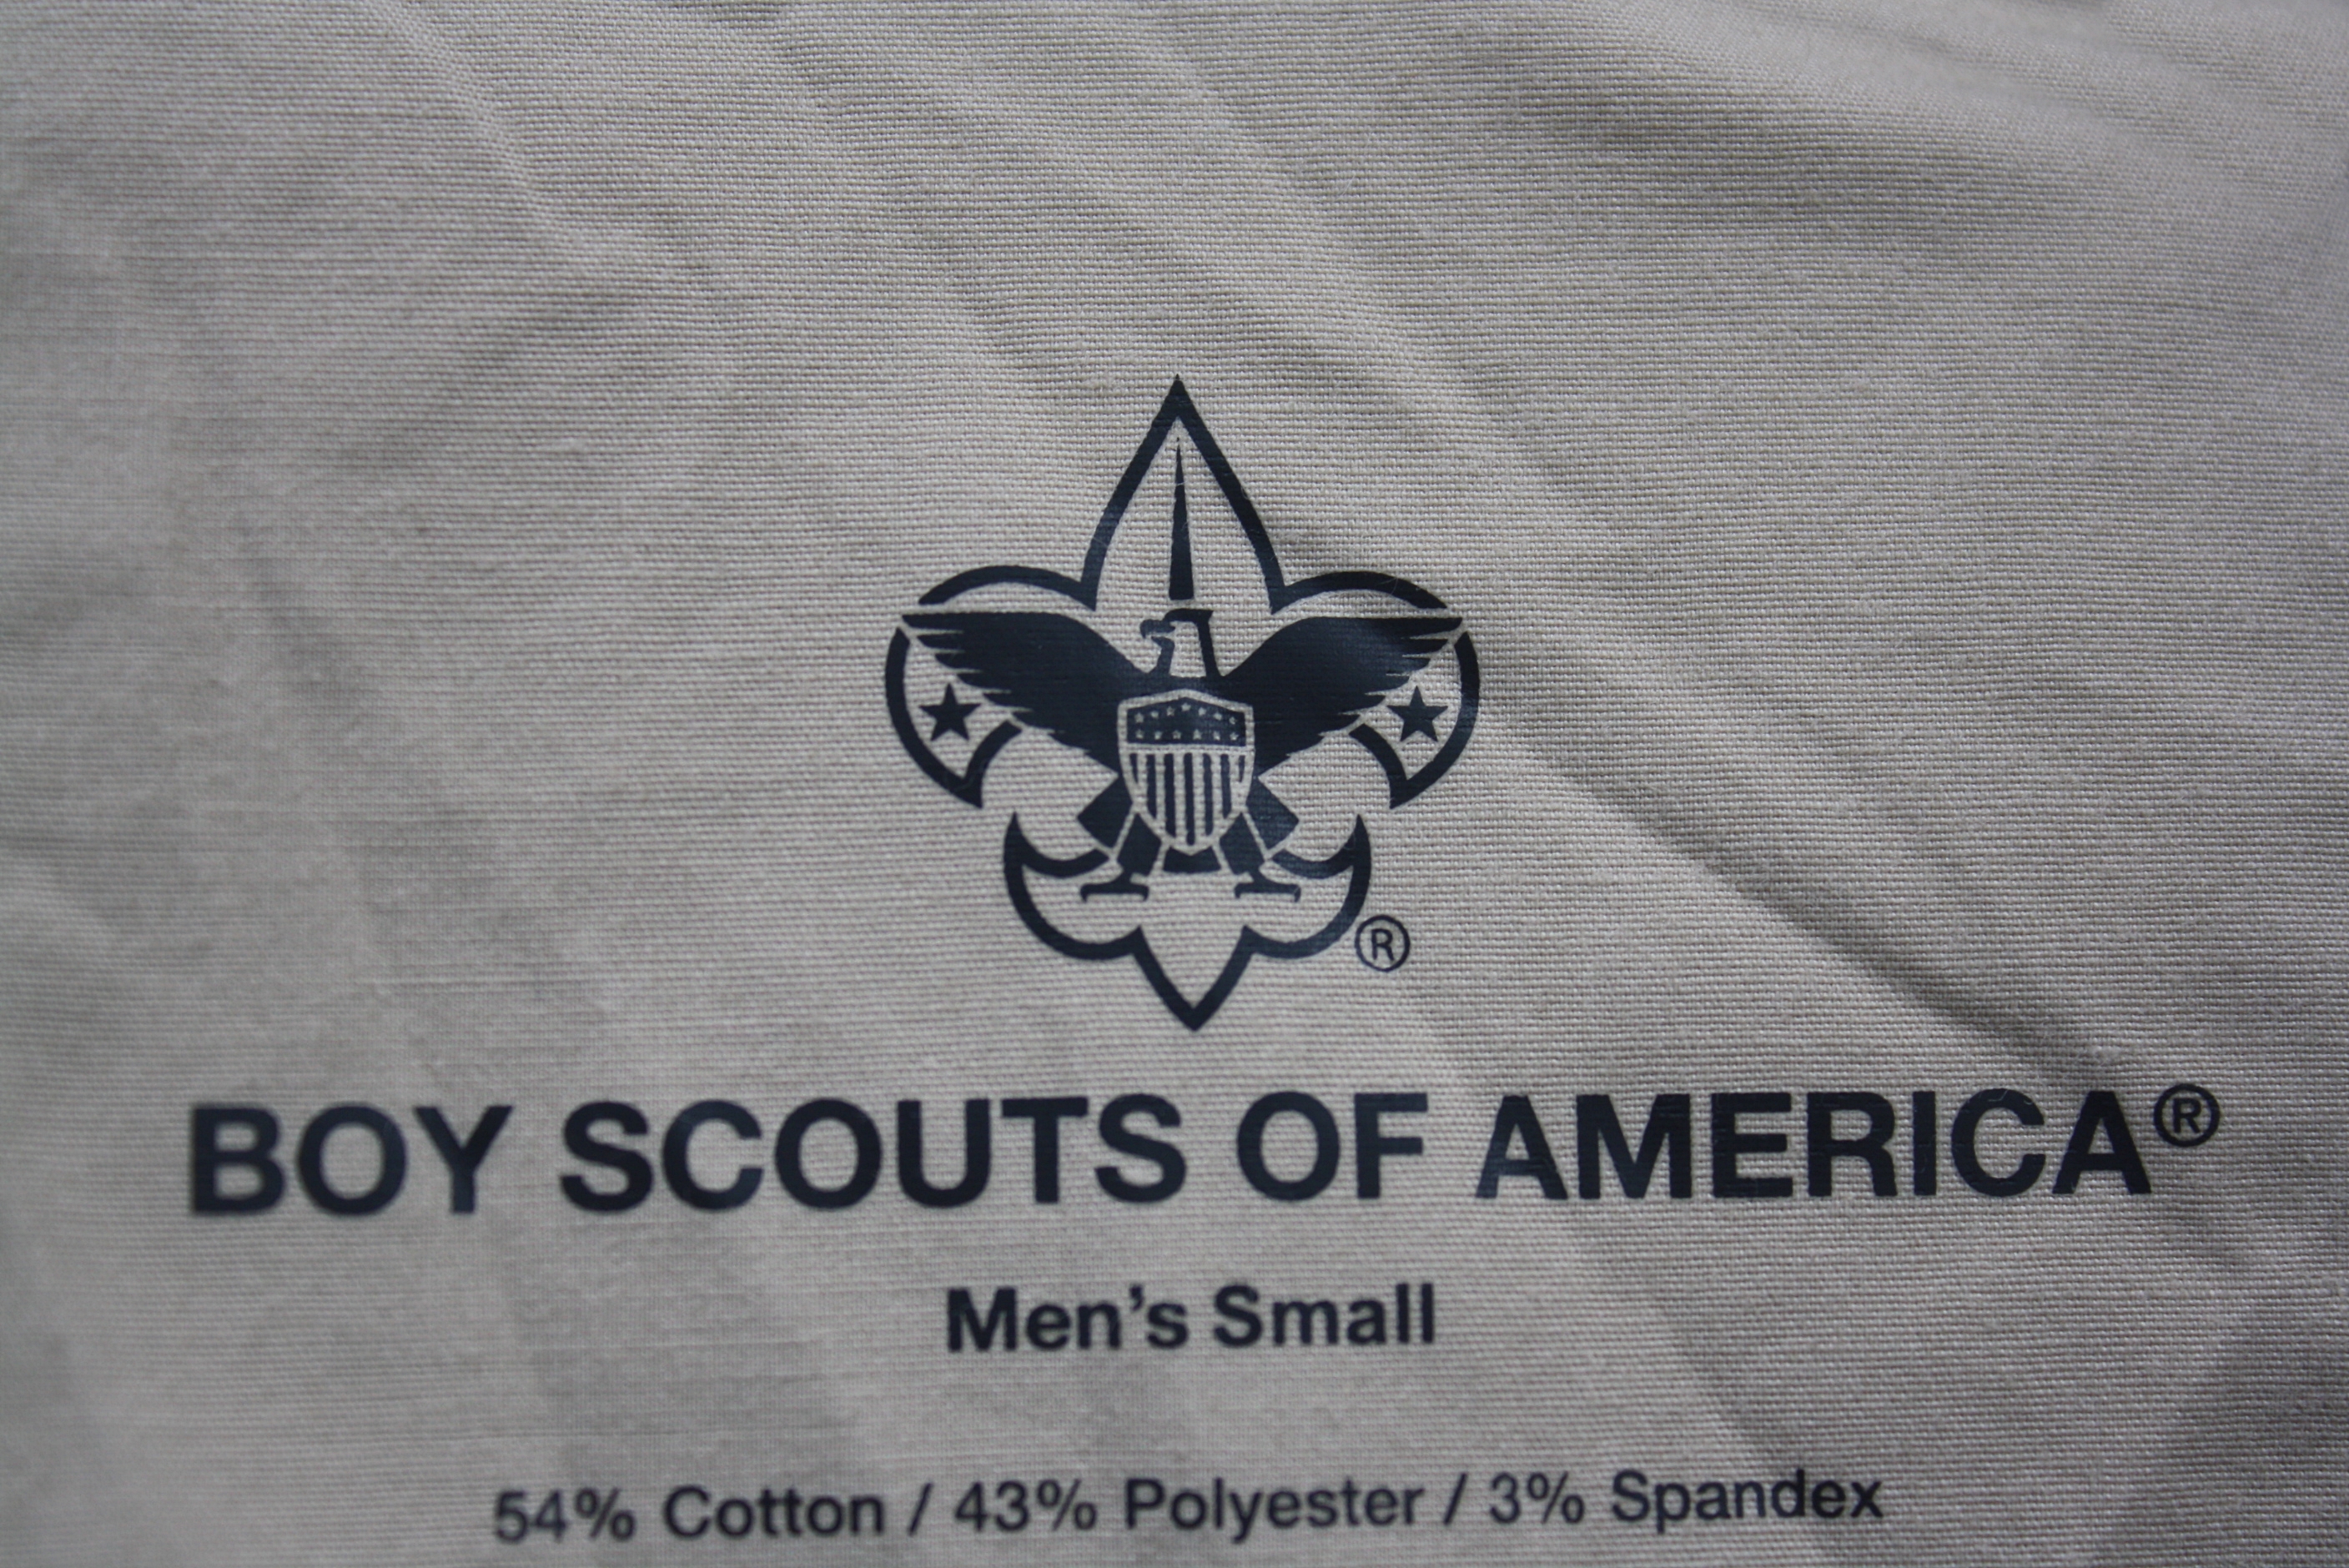 ®
BOY SCOUTS OF AMERICA®
Men's Small
54% Cotton / 43% Polyester / 3% Spandex